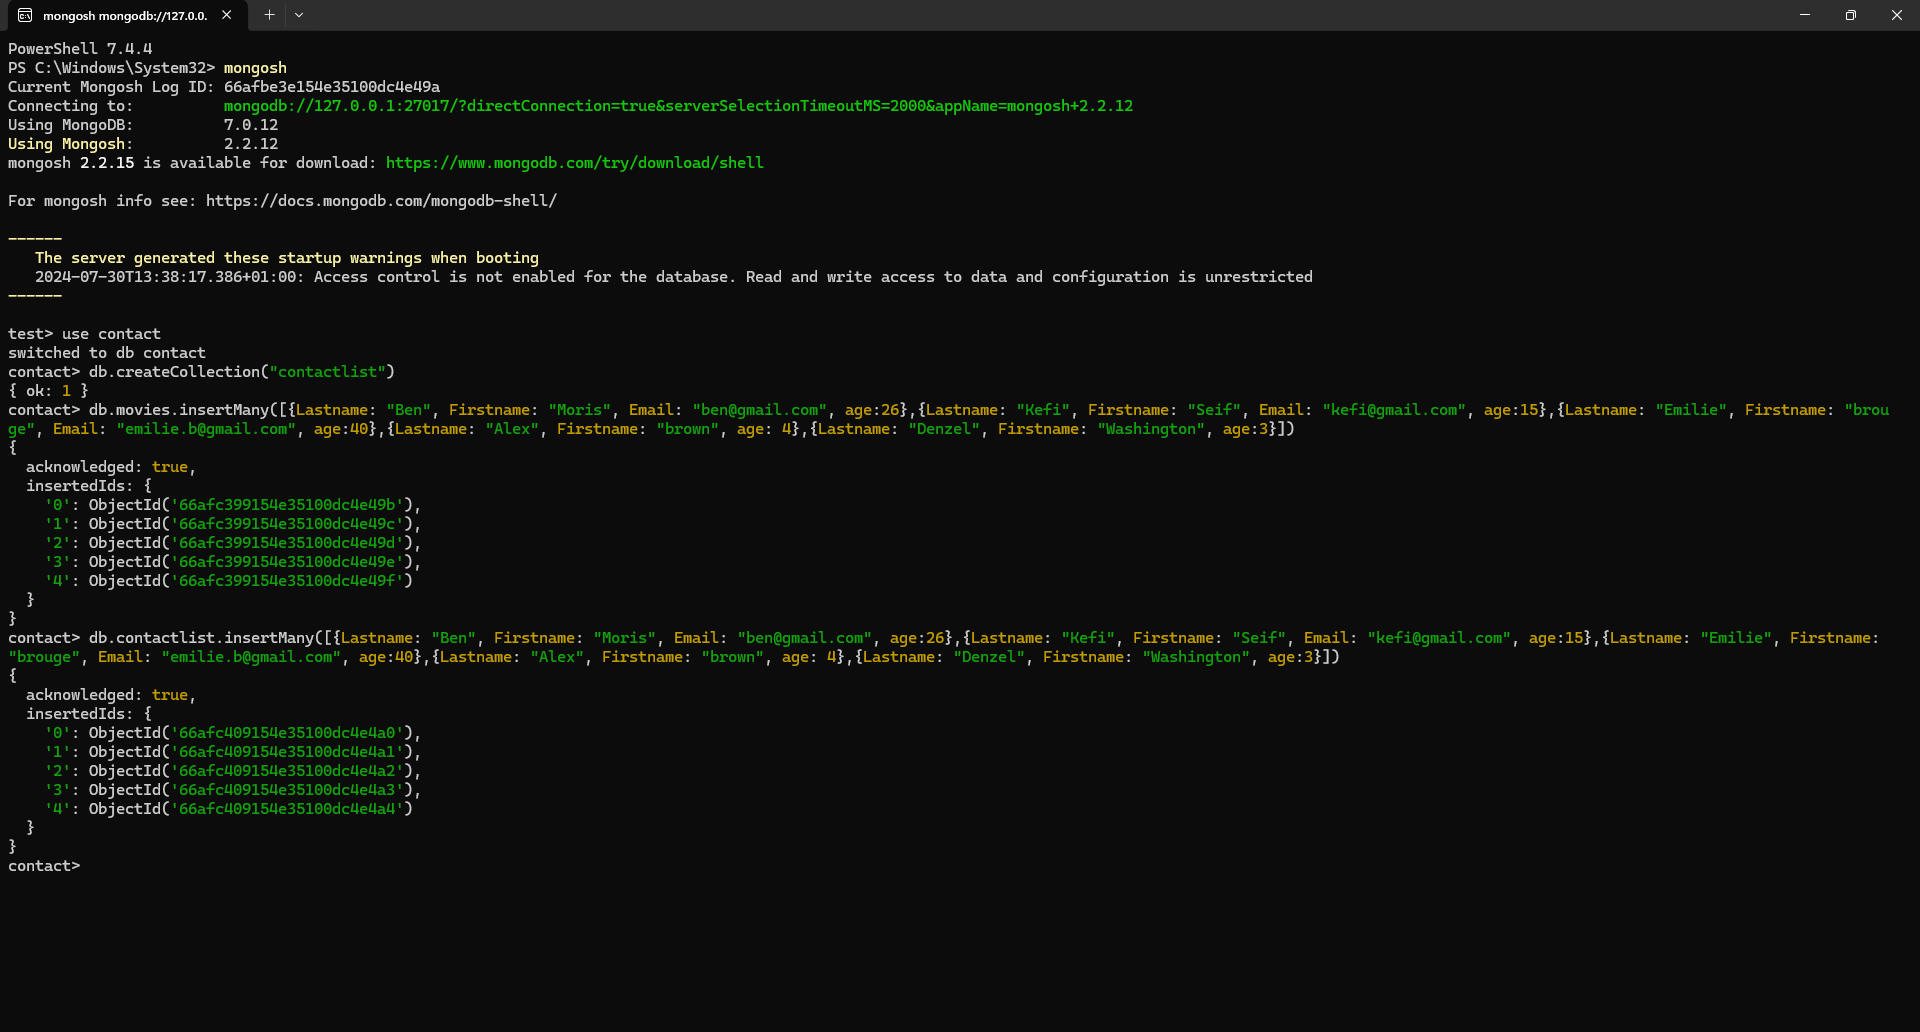 mongosh mongodb://127.0.0.
PowerShell 7.4.4
PS C:\Windows\System32> mongosh
Current Mongosh Log ID: 66afbe3e154e35100dc4e49a
Connecting to:          mongodb://127.0.0.1:27017/?directConnection=true&serverSelectionTimeoutMS=2000&appName=mongosh+2.2.12
Using MongoDB:          7.0.12
Using Mongosh:          2.2.12
mongosh 2.2.15 is available for download: https://www.mongodb.com/try/download/shell
For mongosh info see: https://docs.mongodb.com/mongodb-shell/
------
   The server generated these startup warnings when booting
   2024-07-30T13:38:17.386+01:00: Access control is not enabled for the database. Read and write access to data and configuration is unrestricted
------
test> use contact
switched to db contact
contact> db.createCollection("contactlist")
{ ok: 1 }
contact> db.movies.insertMany([{Lastname: "Ben", Firstname: "Moris", Email: "ben@gmail.com", age:26},{Lastname: "Kefi", Firstname: "Seif", Email: "kefi@gmail.com", age:15},{Lastname: "Emilie", Firstname: "brou
ge", Email: "emilie.b@gmail.com", age:40},{Lastname: "Alex", Firstname: "brown", age: 4},{Lastname: "Denzel", Firstname: "Washington", age:3}])
{
  acknowledged: true,
  insertedIds: {
    '0': ObjectId('66afc399154e35100dc4e49b'),
    '1': ObjectId('66afc399154e35100dc4e49c'),
    '2': ObjectId('66afc399154e35100dc4e49d'),
    '3': ObjectId('66afc399154e35100dc4e49e'),
    '4': ObjectId('66afc399154e35100dc4e49f')
  }
}
contact> db.contactlist.insertMany([{Lastname: "Ben", Firstname: "Moris", Email: "ben@gmail.com", age:26},{Lastname: "Kefi", Firstname: "Seif", Email: "kefi@gmail.com", age:15},{Lastname: "Emilie", Firstname:
"brouge", Email: "emilie.b@gmail.com", age:40},{Lastname: "Alex", Firstname: "brown", age: 4},{Lastname: "Denzel", Firstname: "Washington", age:3}])
{
  acknowledged: true,
  insertedIds: {
    '0': ObjectId('66afc409154e35100dc4e4a0'),
    '1': ObjectId('66afc409154e35100dc4e4a1'),
    '2': ObjectId('66afc409154e35100dc4e4a2'),
    '3': ObjectId('66afc409154e35100dc4e4a3'),
    '4': ObjectId('66afc409154e35100dc4e4a4')
  }
}
contact>